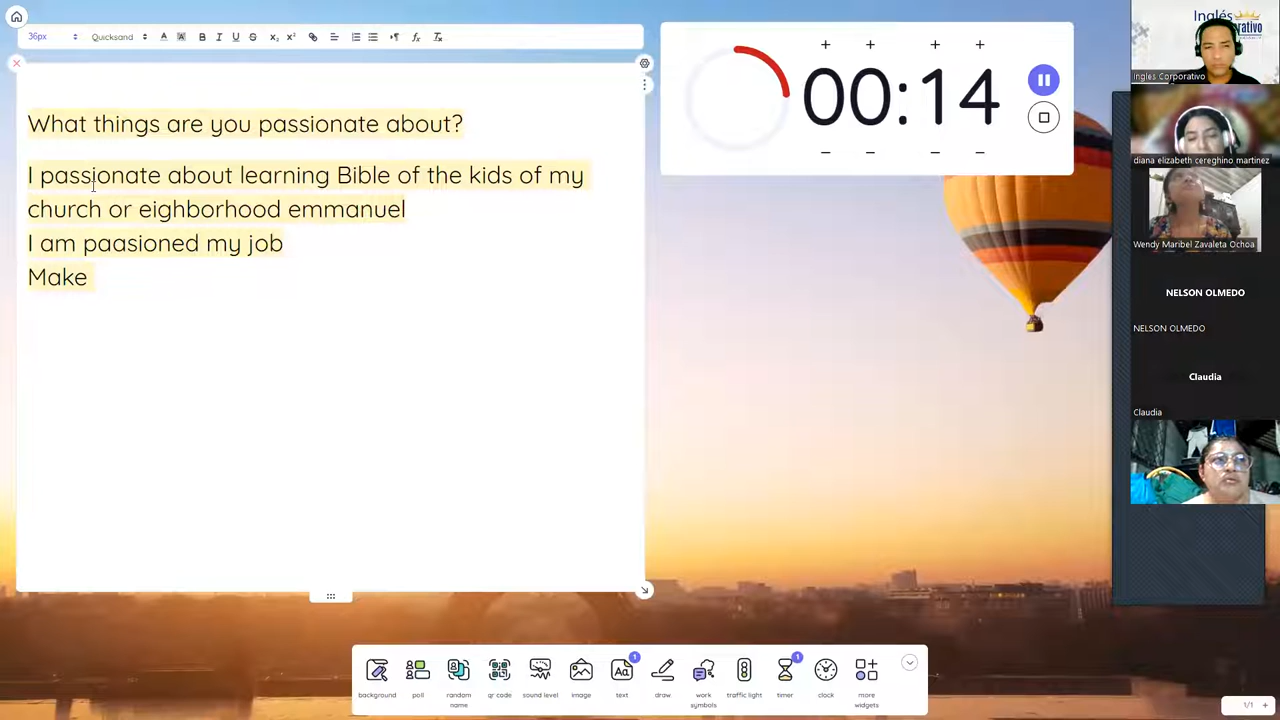 36px
Quicksand
What things are you passionate about?
I passionate about learning Bible of the kids of my
church or eighborhood emmanuel
I am paasioned my job
Make
00:14
Inglés
rativo
Ingles Corporativo
diana elizabeth cereghino martinez
Wendy Maribel Zavaleta Ochoa
NELSON OLMEDO
NELSON OLMEDO
Claudia
Claudia
background
poll
random
name
qr code
sound level
image
text
draw
work
symbols
traffic light
timer
clock
more
widgets
1
1
1/1